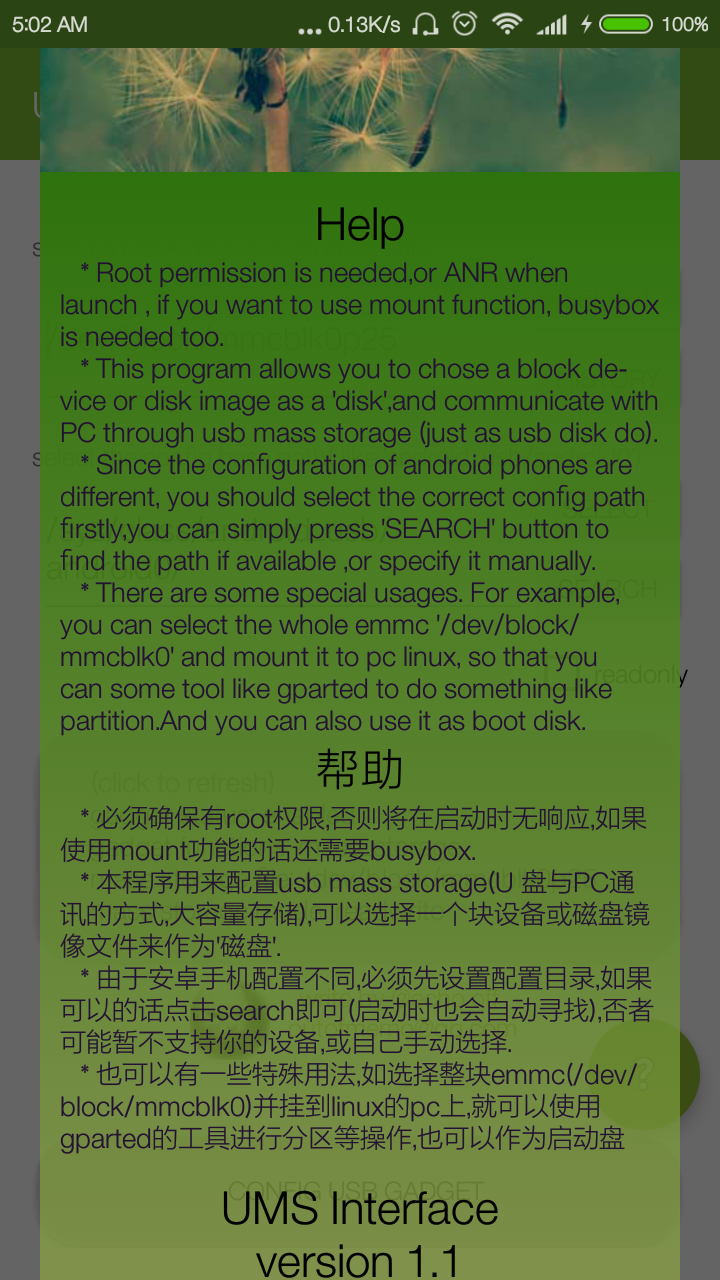 5:02 AM
... 0.13K/s
100%
Help
* Root permission is needed,or ANR when
launch , if you want to use mount function, busybox
is needed too.
* This program allows you to chose a block de-
vice or disk image as a 'disk',and communicate with
PC through usb mass storage (just as usb disk do).
* Since the configuration of android phones are
different, you should select the correct config path
firstly,you can simply press 'SEARCH' button to
find the path if available ,or specify it manually.
* There are some special usages. For example,
you can select the whole emmc '/dev/block/
mmcblk0' and mount it to pc linux, so that you
can some tool like gparted to do something like
readonly
partition.And you can also use it as boot disk.
帮助
(click to refresh)
* 必须确保有root权限,否则将在启动时无响应,如果
使用mount功能的话还需要busybox.
* 本程序用来配置usb mass storage(U 盘与PC通
讯的方式,大容量存储),可以选择一个块设备或磁盘镜
像文件来作为'磁盘'.
* 由于安卓手机配置不同,必须先设置配置目录,如果
可以的话点击search即可(启动时也会自动寻找),否者
可能暂不支持你的设备,或自己手动选择.
* 也可以有一些特殊用法,如选择整块emmc(/dev/
block/mmcblk0)并挂到linux的pc上,就可以使用
gparted的工具进行分区等操作,也可以作为启动盘
CONFIG USB GADGET
UMS Interface
version 1.1